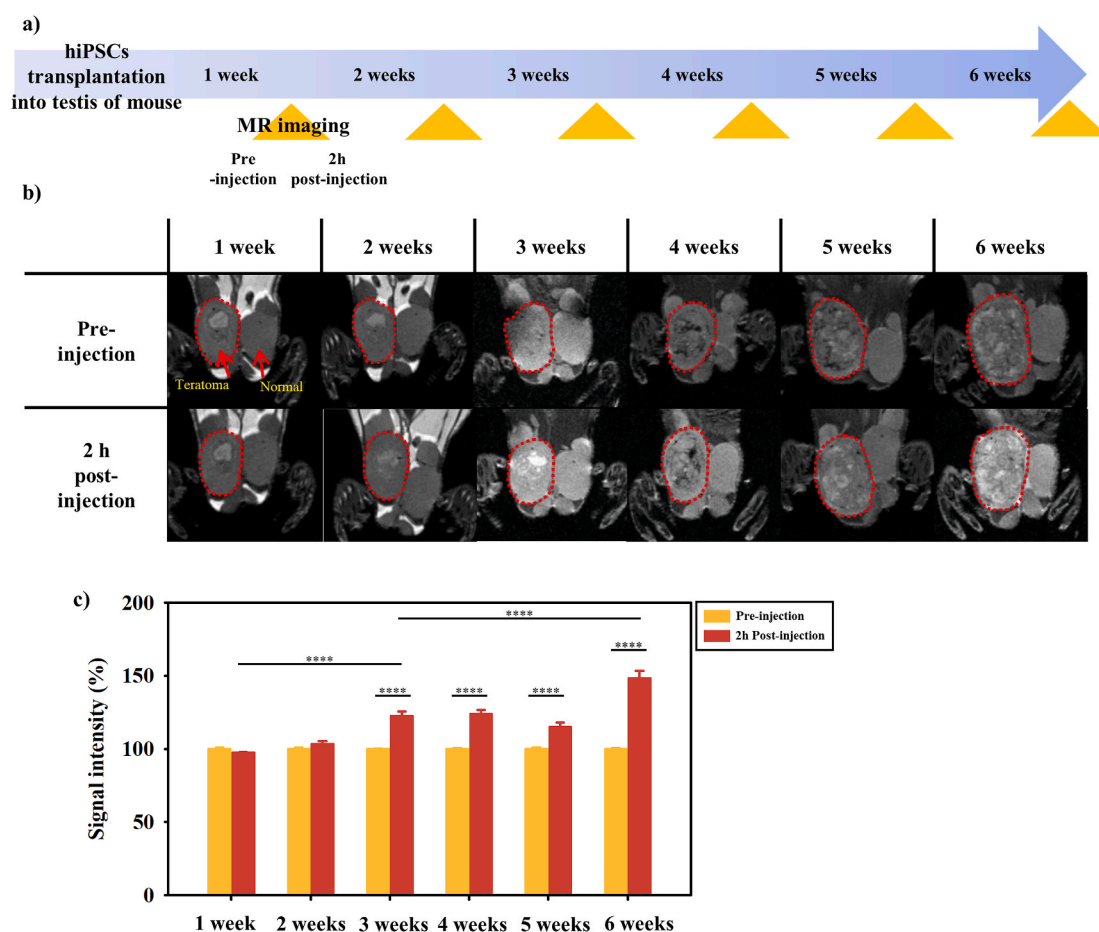 a)
hiPSCs
transplantation
into testis of mouse
1 week
2 weeks
3 weeks
4 weeks
5 weeks
6 weeks
MR imaging
Pre
-injection
2h
post-injection
b)
1 week
2 weeks
3 weeks
4 weeks
5 weeks
6 weeks
Pre-
injection
Teratoma
Normal
2 h
post-
injection
c)
Signal intensity (%)
200
150
100
50
0
****
****
****
****
****
****
Pre-injection
2h Post-injection
1 week
2 weeks
3 weeks
4 weeks
5 weeks
6 weeks